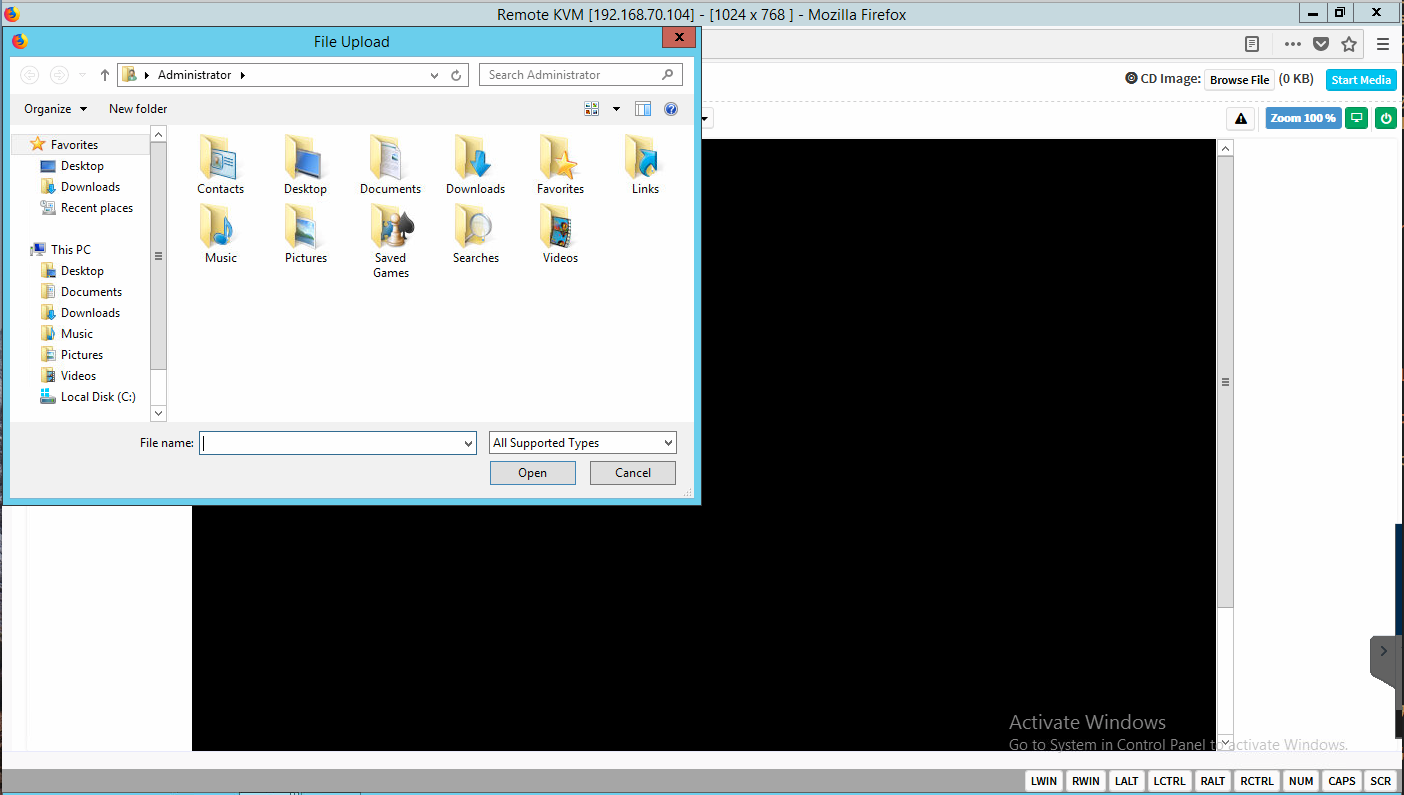 Remote KVM [192.168.70.104] - [1024 x 768 ] - Mozilla Firefox
File Upload
Administrator
Search Administrator
CD Image: Browse File (0 KB) Start Media
Organize New folder
Zoom 100 %
Favorites
Desktop
Downloads
Recent places
This PC
Desktop
Documents
Downloads
Music
Pictures
Videos
Local Disk (C:)
Contacts Desktop Documents Downloads Favorites Links
Music Pictures Saved Games Searches Videos
File name: All Supported Types
Open Cancel
Activate Windows
Go to System in Control Panel to activate Windows.
LWIN RWIN LALT LCTRL RALT RCTRL NUM CAPS SCR